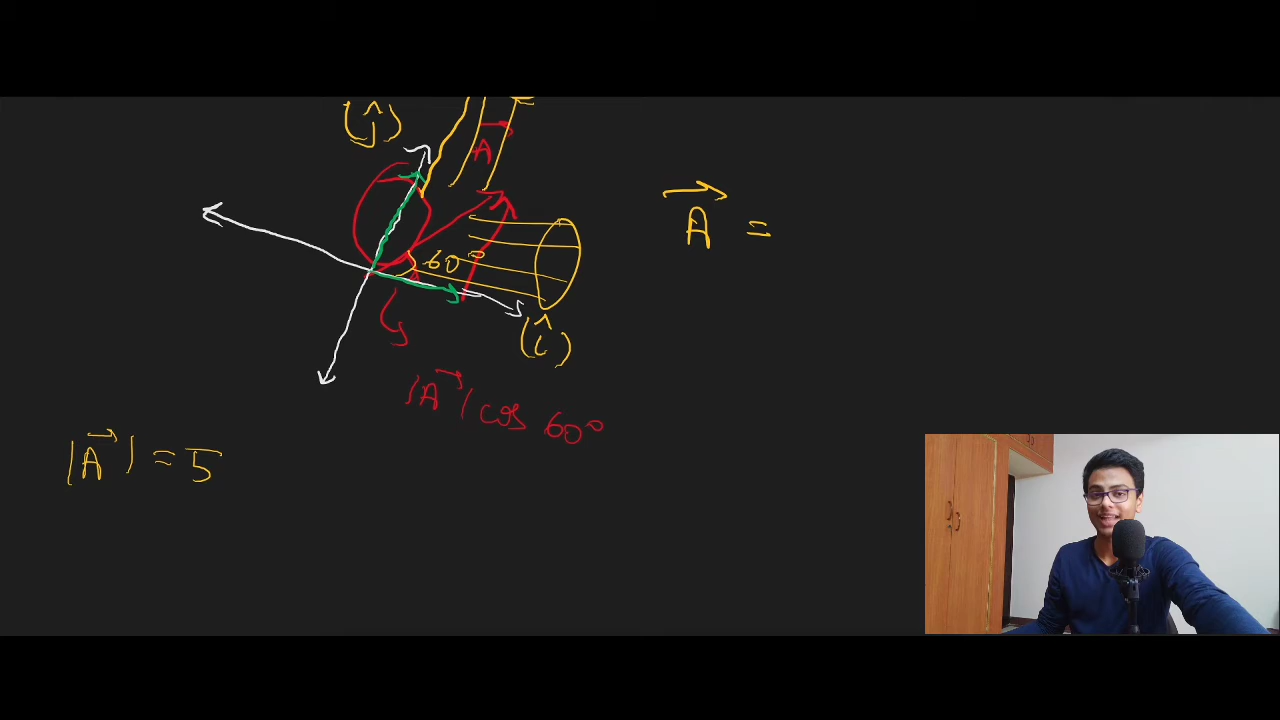 (ĵ)
A⃗
A⃗ =
60°
(î)
|A⃗| cos 60°
|A⃗| = 5